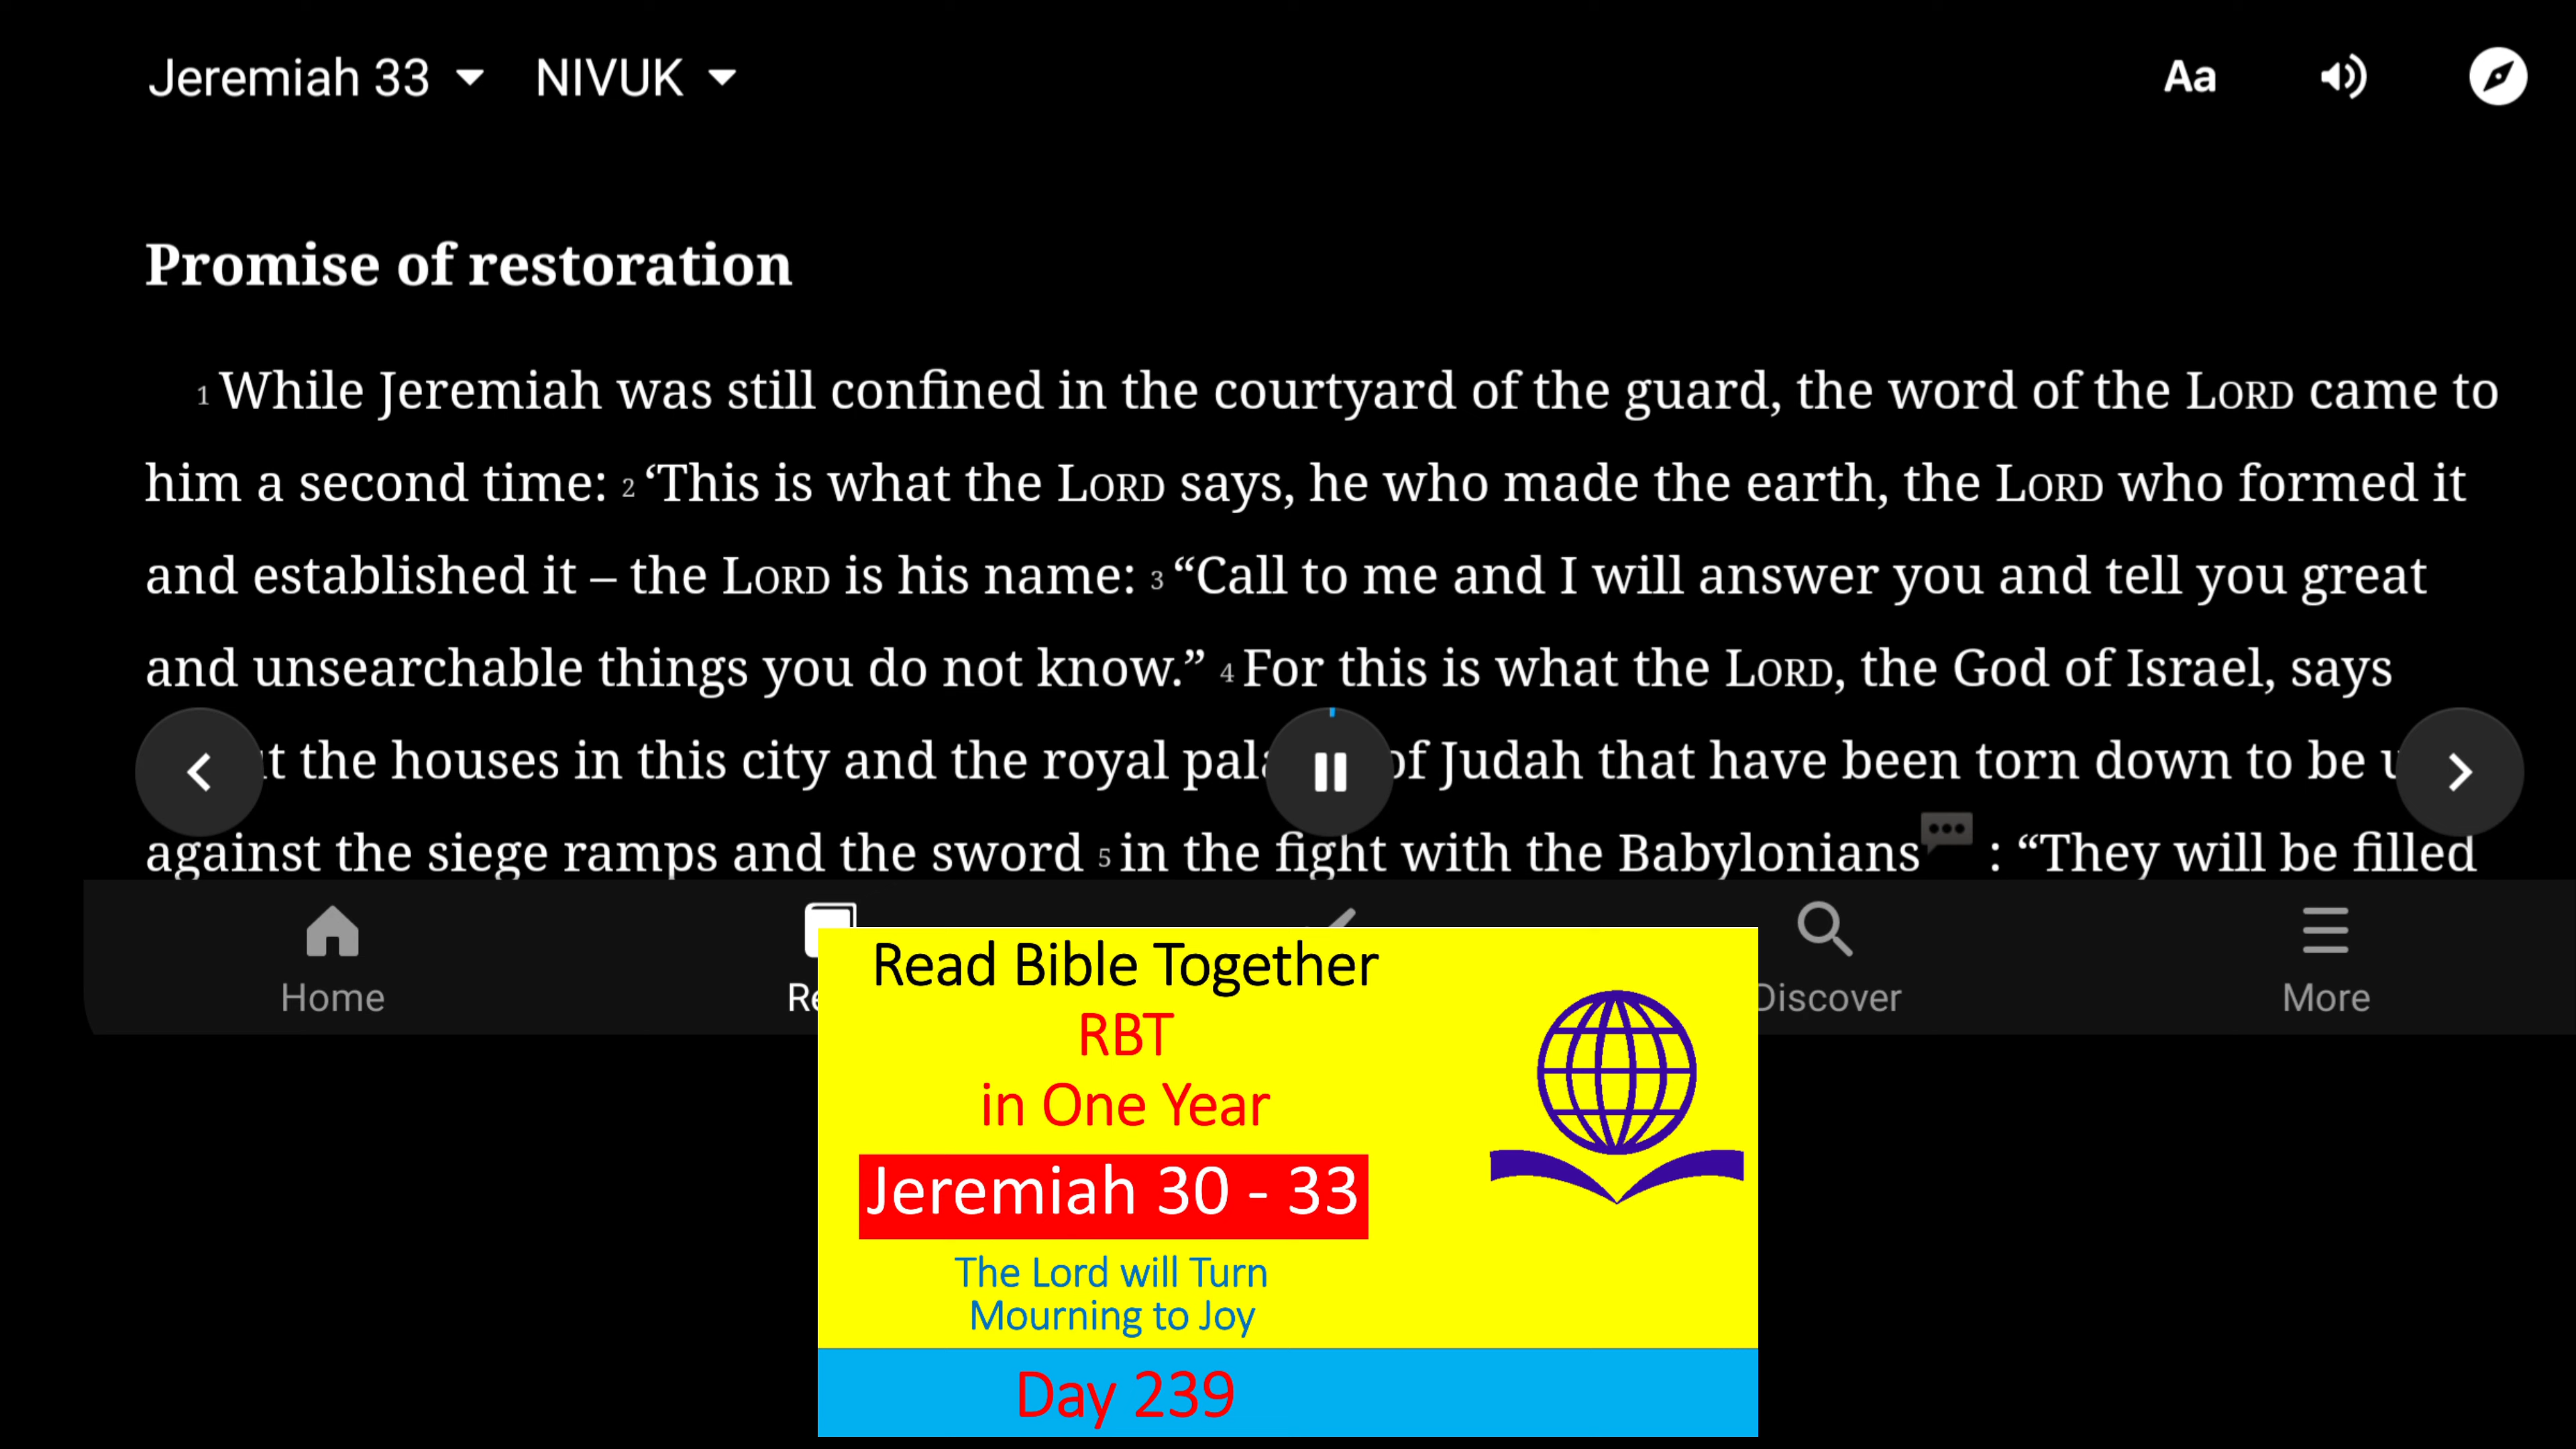 Jeremiah 33 NIVUK Aa
Promise of restoration
1 While Jeremiah was still confined in the courtyard of the guard, the word of the LORD came to
him a second time: 2 ‘This is what the LORD says, he who made the earth, the LORD who formed it
and established it – the LORD is his name: 3 “Call to me and I will answer you and tell you great
and unsearchable things you do not know.” 4 For this is what the LORD, the God of Israel, says
the houses in this city and the royal of Judah that have been torn down to be
against the siege ramps and the sword 5 in the fight with the Babylonians : “They will be filled
Home Discover More
Read Bible Together
RBT
in One Year
Jeremiah 30 - 33
The Lord will Turn
Mourning to Joy
Day 239